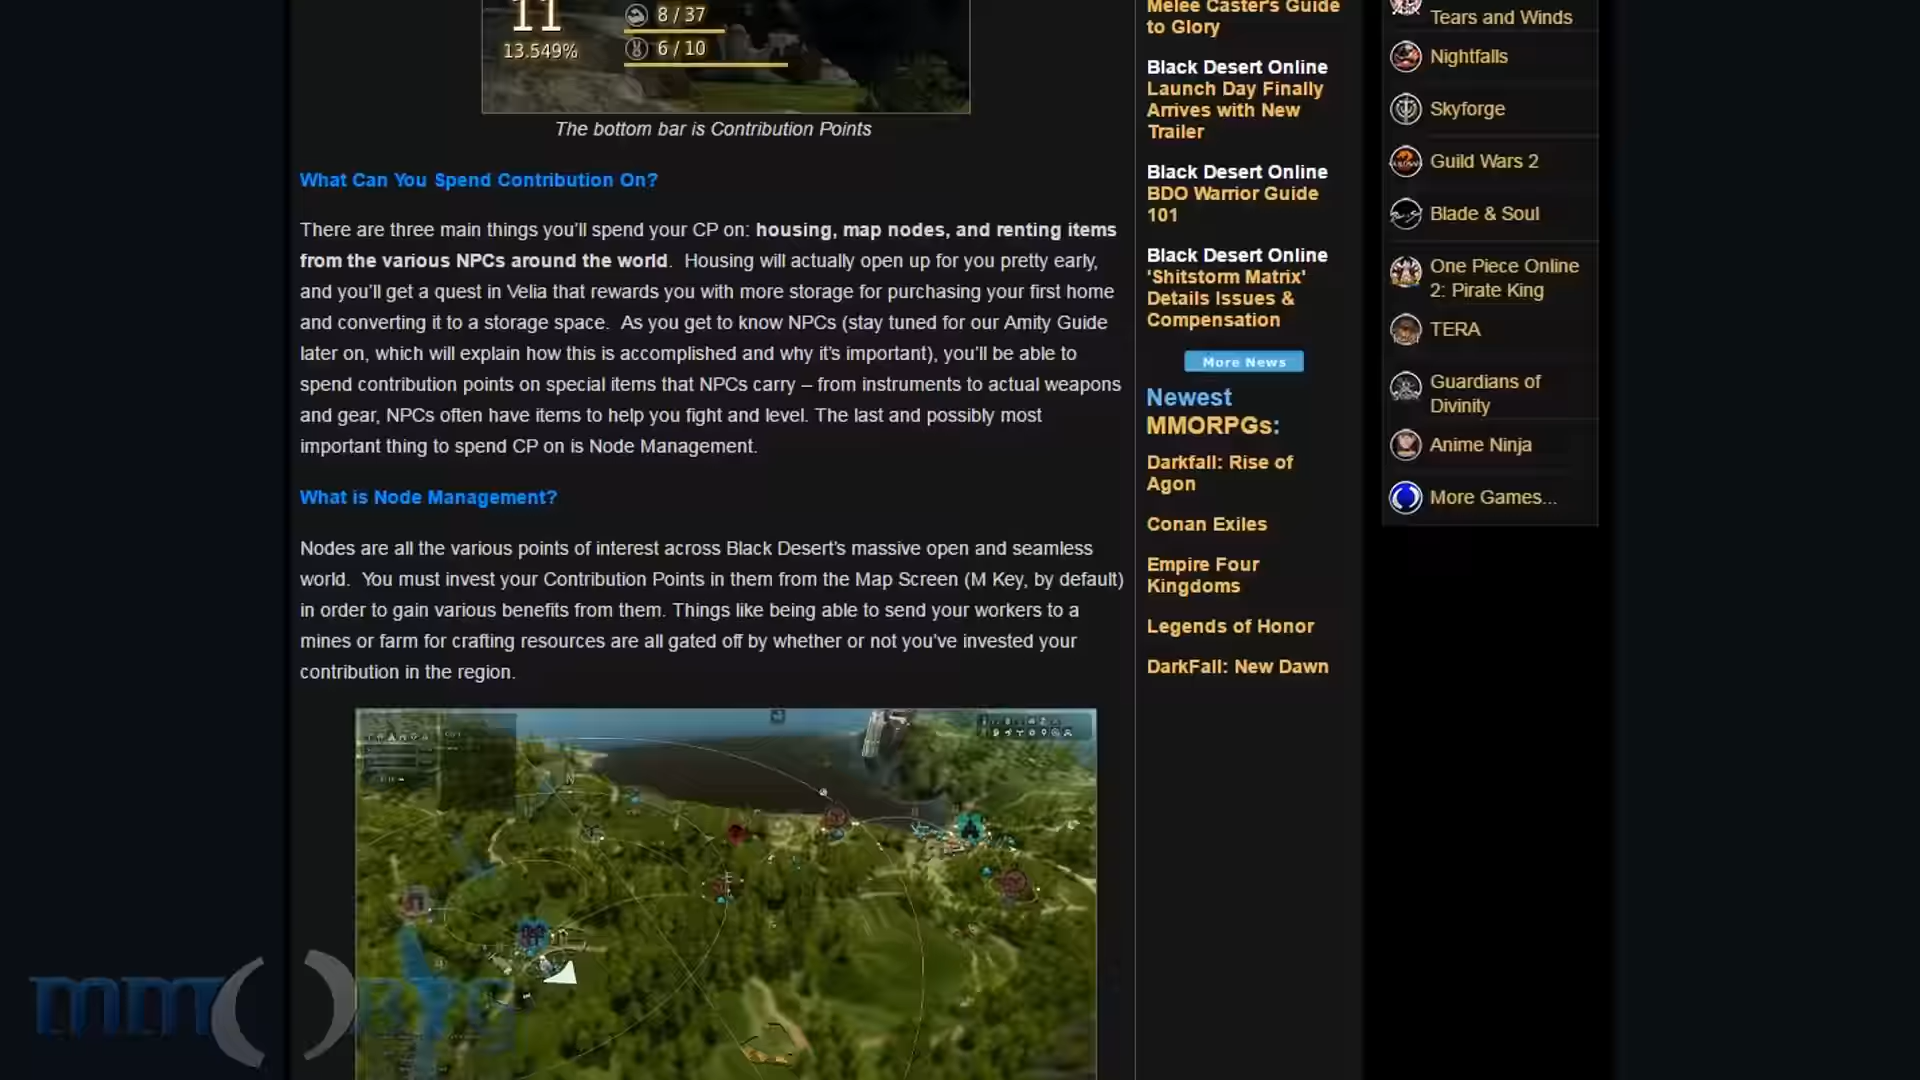 11
13.549%
8 / 37
6 / 10
The bottom bar is Contribution Points
What Can You Spend Contribution On?
There are three main things you'll spend your CP on: housing, map nodes, and renting items
from the various NPCs around the world.  Housing will actually open up for you pretty early,
and you'll get a quest in Velia that rewards you with more storage for purchasing your first home
and converting it to a storage space.  As you get to know NPCs (stay tuned for our Amity Guide
later on, which will explain how this is accomplished and why it's important), you'll be able to
spend contribution points on special items that NPCs carry – from instruments to actual weapons
and gear, NPCs often have items to help you fight and level. The last and possibly most
important thing to spend CP on is Node Management.
What is Node Management?
Nodes are all the various points of interest across Black Desert's massive open and seamless
world.  You must invest your Contribution Points in them from the Map Screen (M Key, by default)
in order to gain various benefits from them. Things like being able to send your workers to a
mines or farm for crafting resources are all gated off by whether or not you've invested your
contribution in the region.
Melee Caster's Guide
to Glory
Black Desert Online
Launch Day Finally
Arrives with New
Trailer
Black Desert Online
BDO Warrior Guide
101
Black Desert Online
'Shitstorm Matrix'
Details Issues &
Compensation
More News
Newest
MMORPGs:
Darkfall: Rise of
Agon
Conan Exiles
Empire Four
Kingdoms
Legends of Honor
DarkFall: New Dawn
Tears and Winds
Nightfalls
Skyforge
Guild Wars 2
Blade & Soul
One Piece Online
2: Pirate King
TERA
Guardians of
Divinity
Anime Ninja
More Games...
mmORPG